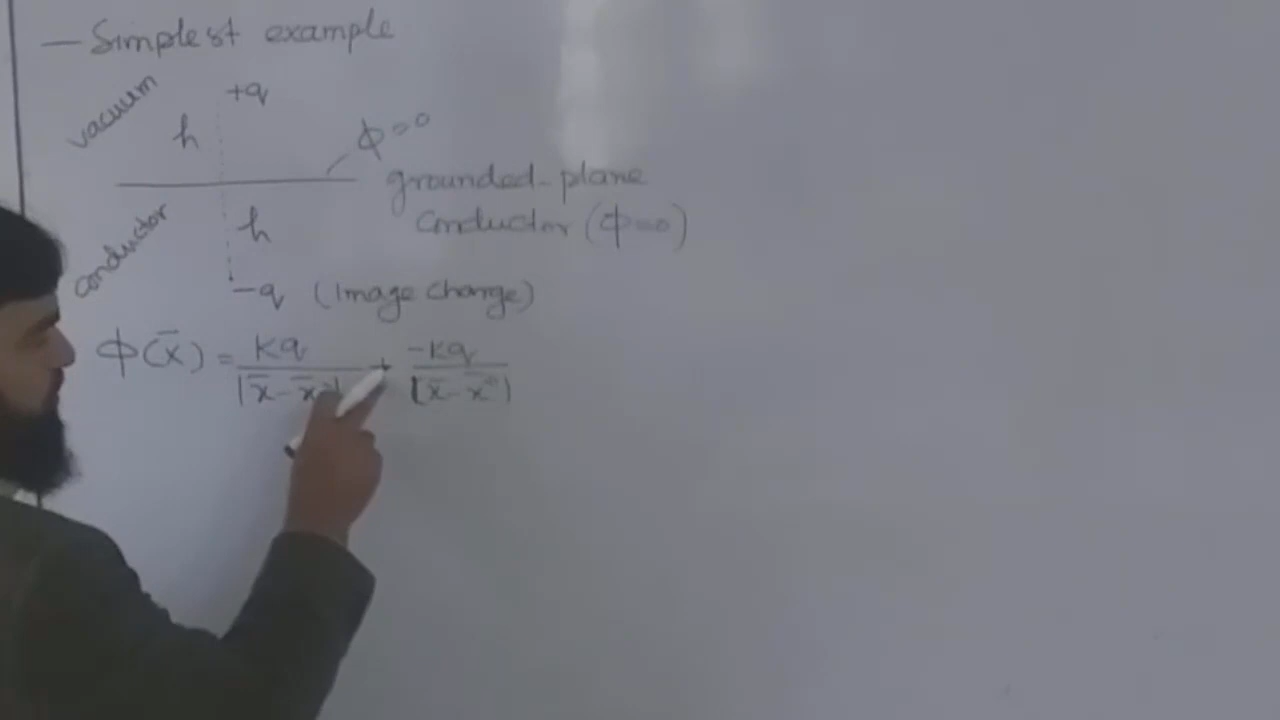 — Simplest example
vacuum
+q
h
Φ=0
grounded-plane
conductor (Φ=0)
conductor
h
-q (Image Charge)
Φ(x̄) = Kq / |x̄ - x̄ + -Kq / |x̄ - x̄